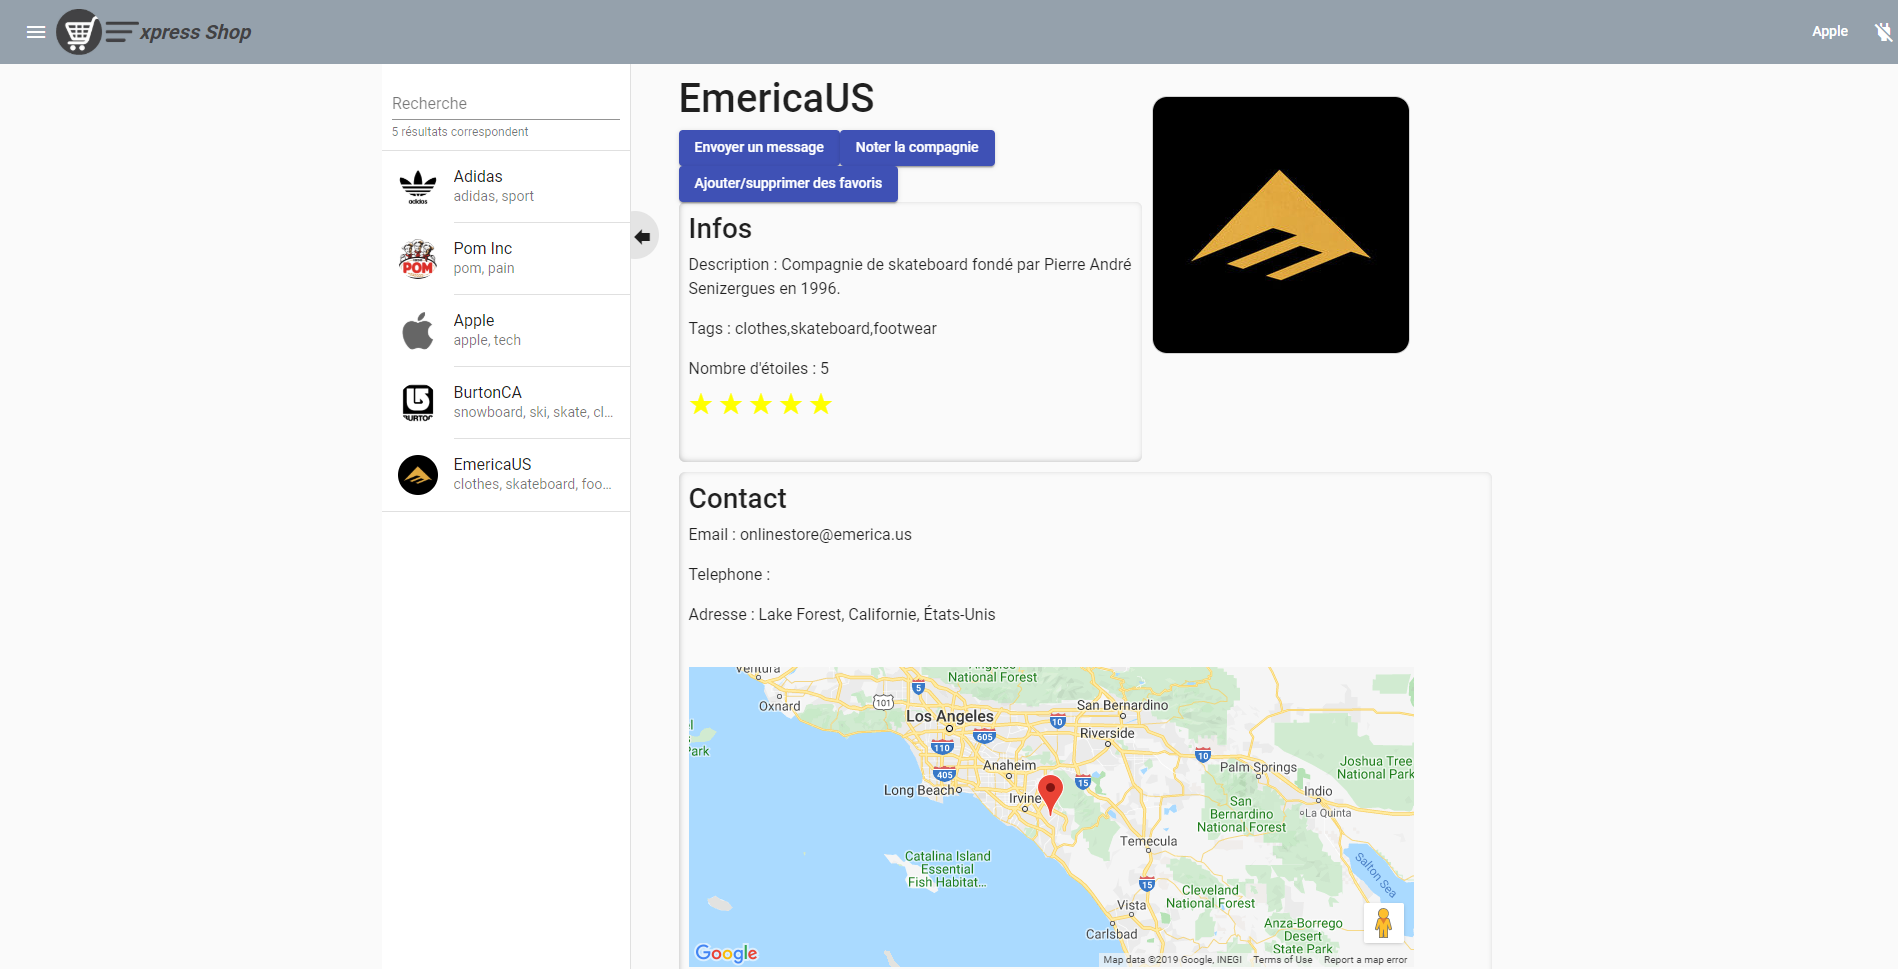 xpress Shop
Apple
Recherche
5 résultats correspondent
Adidas
adidas, sport
Pom Inc
pom, pain
Apple
apple, tech
BurtonCA
snowboard, ski, skate, cl...
EmericaUS
clothes, skateboard, foo...
adidas
POM
BURTON
EmericaUS
Envoyer un message
Noter la compagnie
Ajouter/supprimer des favoris
Infos
Description : Compagnie de skateboard fondé par Pierre André
Senizergues en 1996.
Tags : clothes,skateboard,footwear
Nombre d'étoiles : 5
Contact
Email : onlinestore@emerica.us
Telephone :
Adresse : Lake Forest, Californie, États-Unis
Ventura
Angeles
National Forest
5
Oxnard
101
San Bernardino
Los Angeles
10
605
Riverside
110
10
Anaheim
Palm Springs
Joshua Tree
National Park
405
15
Long Beach
Irvine
Indio
San
Bernardino
National Forest
La Quinta
Park
Temecula
Catalina Island
Essential
Fish Habitat...
Salton Sea
15
Cleveland
National Forest
Vista
Anza-Borrego
Desert
State Park
Carlsbad
Google
Map data ©2019 Google, INEGI
Terms of Use
Report a map error